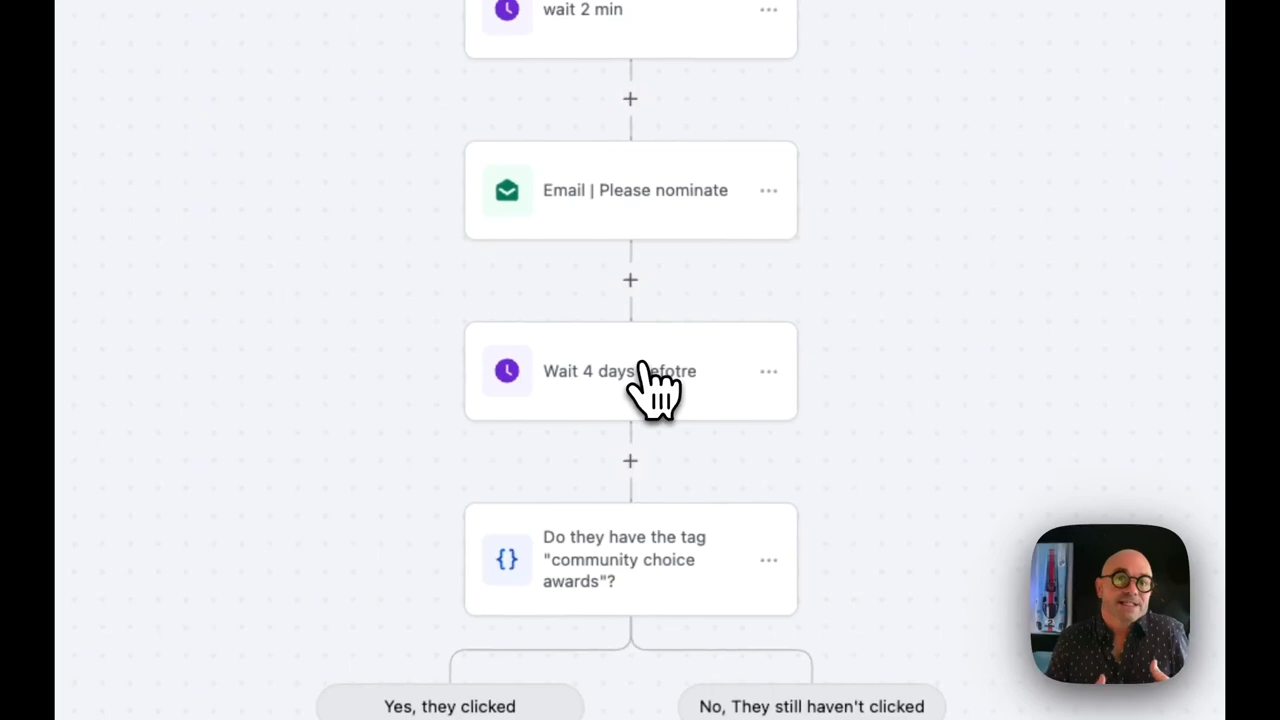 wait 2 min
Email | Please nominate
Wait 4 days efotre
Do they have the tag
"community choice
awards"?
Yes, they clicked
No, They still haven't clicked